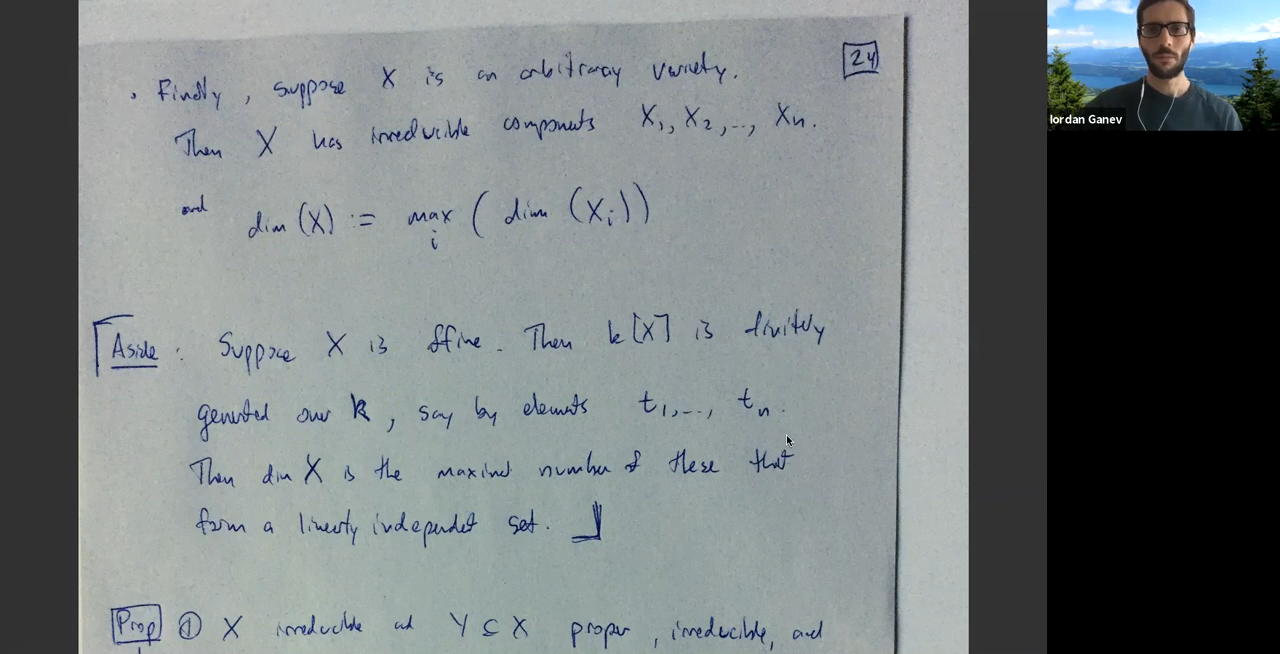 24
. Finally, suppose X is an arbitrary variety.
Then X has irreducible components X₁, X₂, ..., Xₙ.
and dim (X) := max ( dim (Xᵢ))
i
Aside : Suppose X is affine. Then k[X] is finitely
generated over k, say by elements t₁, ..., tₙ.
Then dim X is the maximal number of these that
form a linearly independent set.
Prop ① X irreducible and Y ⊆ X proper, irreducible, and
Iordan Ganev